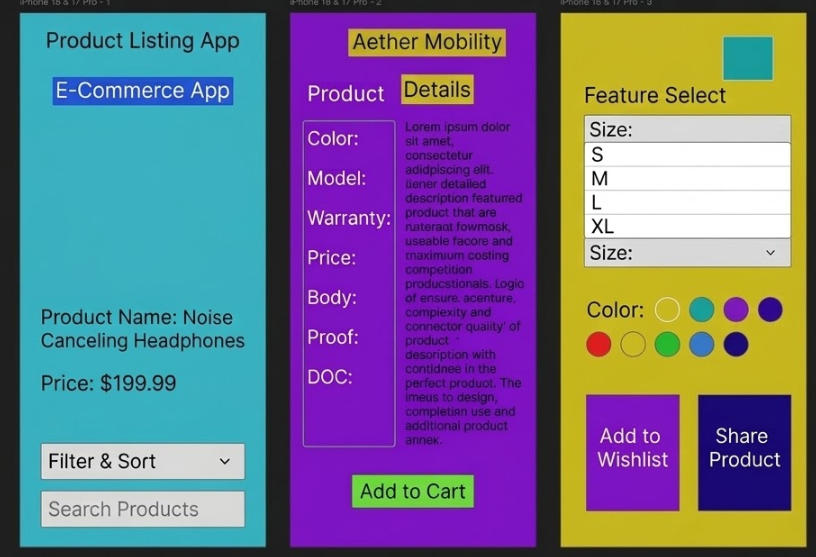 iPhone 16 & 17 Pro - 1
Product Listing App
E-Commerce App
Product Name: Noise
Canceling Headphones
Price: $199.99
Filter & Sort
Search Products
iPhone 16 & 17 Pro - 2
Aether Mobility
Product
Details
Color:
Model:
Warranty:
Price:
Body:
Proof:
DOC:
Lorem ipsum dolor
sit amet,
consectetur
adidpiscing elit.
detailed
description featurred
product that are
useable facore and
maximium costing
competition
producstionals. Logio
of ensure. acenture,
complexity and
connector quality' of
product
desoription with
contidnee in the
perfect produot. The
imeus to design,
completion use and
additional product
annek.
Add to Cart
iPhone 16 & 17 Pro - 3
Feature Select
Size:
S
M
L
XL
Size:
Color:
Add to
Wishlist
Share
Product